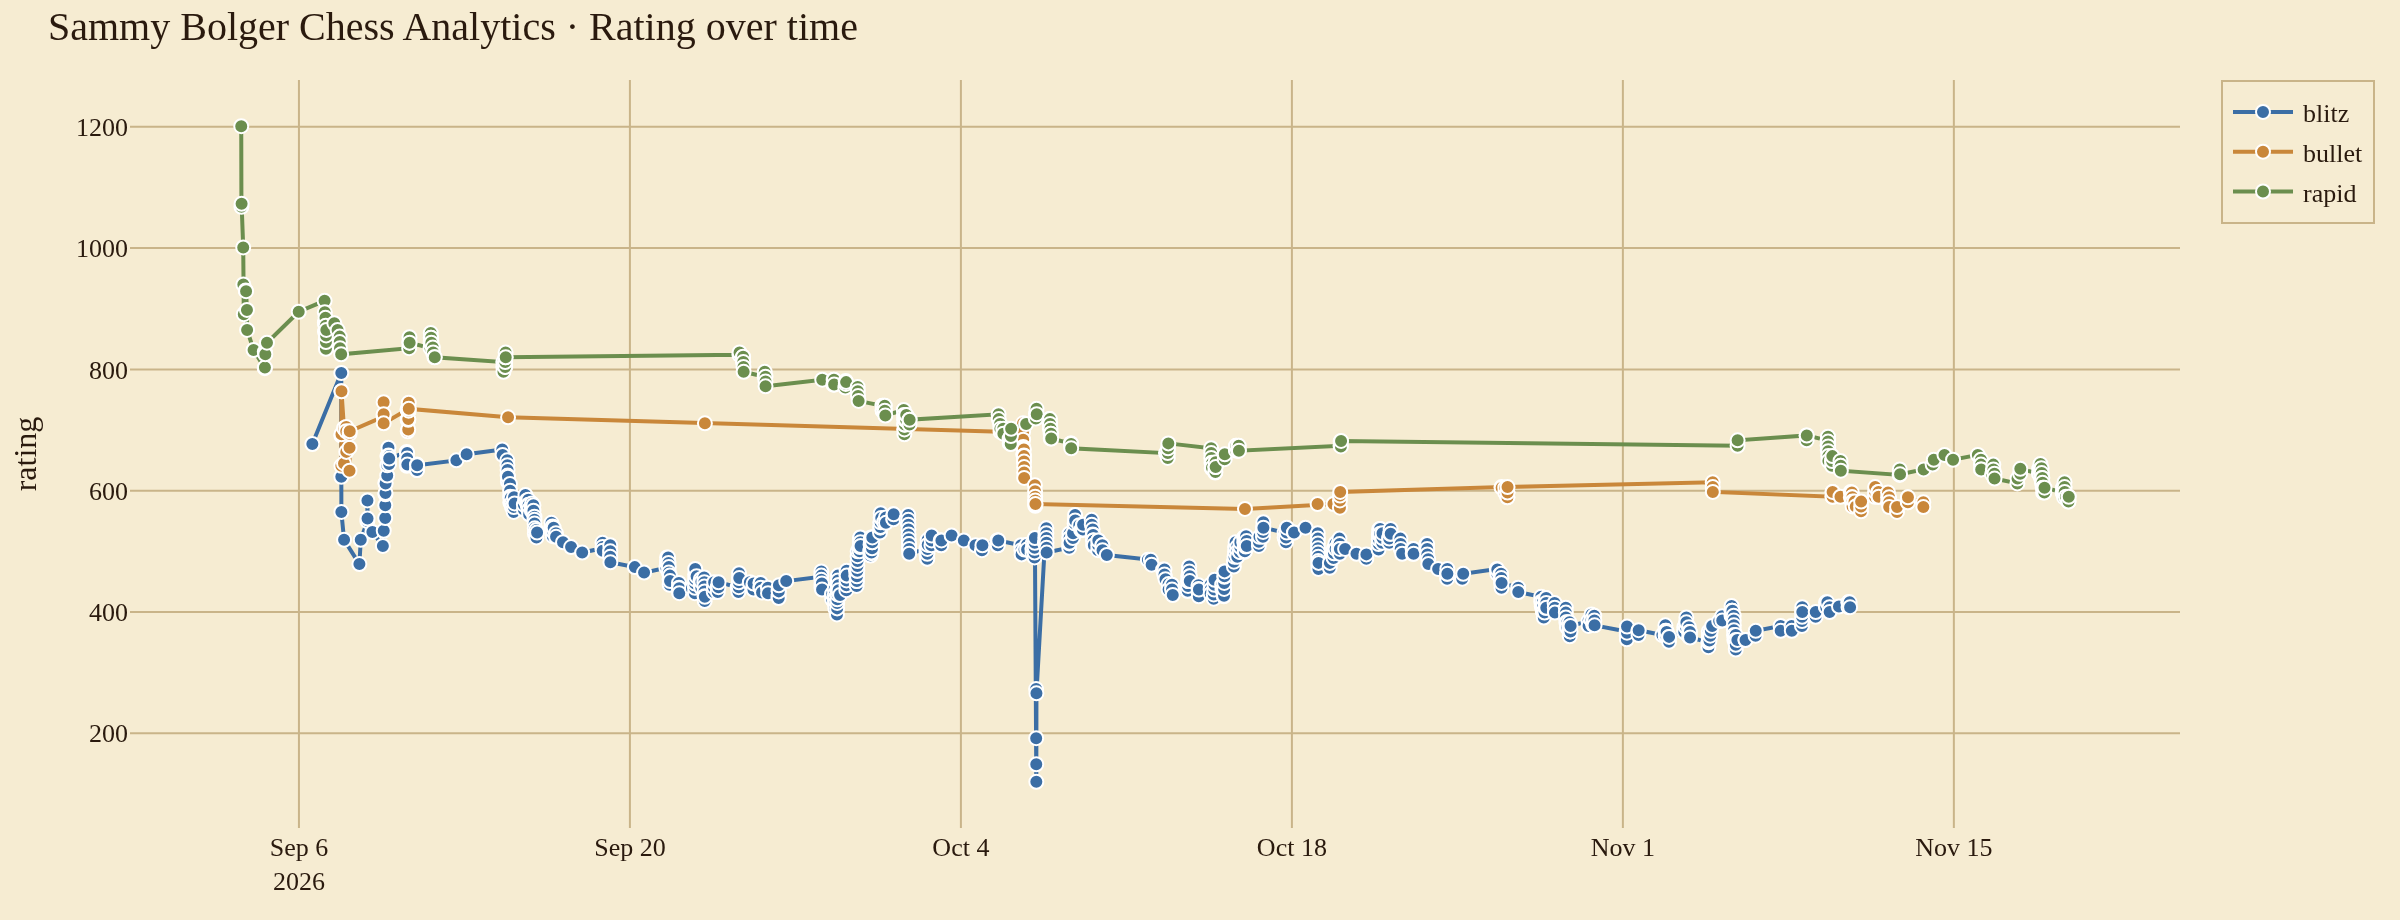 Sammy Bolger Chess Analytics · Rating over time
blitz
bullet
rapid
rating
1200
1000
800
600
400
200
Sep 6
2026
Sep 20
Oct 4
Oct 18
Nov 1
Nov 15